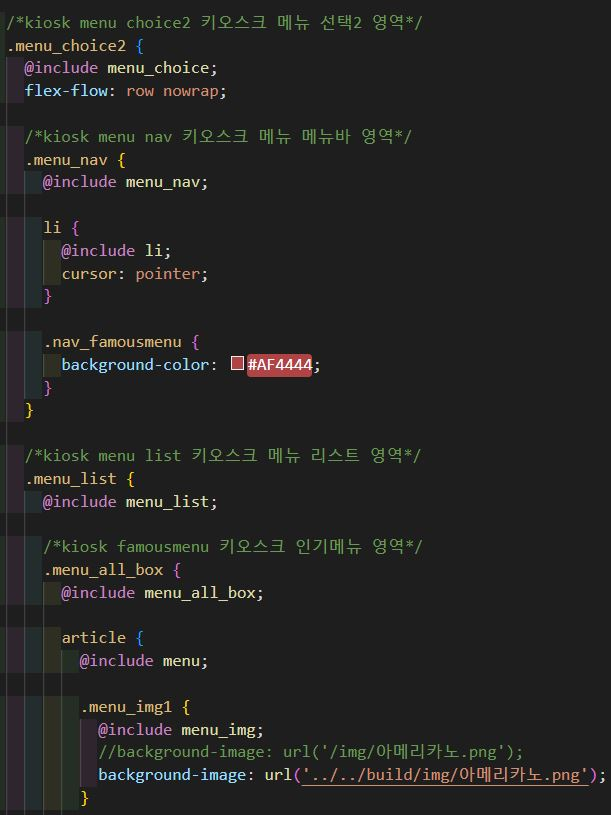 /*kiosk menu choice2 키오스크 메뉴 선택2 영역*/
.menu_choice2 {
@include menu_choice;
flex-flow: row nowrap;
/*kiosk menu nav 키오스크 메뉴 메뉴바 영역*/
.menu_nav {
@include menu_nav;
li {
@include li;
cursor: pointer;
}
.nav_famousmenu {
background-color: #AF4444;
}
}
/*kiosk menu list 키오스크 메뉴 리스트 영역*/
.menu_list {
@include menu_list;
/*kiosk famousmenu 키오스크 인기메뉴 영역*/
.menu_all_box {
@include menu_all_box;
article {
@include menu;
.menu_img1 {
@include menu_img;
//background-image: url('/img/아메리카노.png');
background-image: url('../../build/img/아메리카노.png');
}